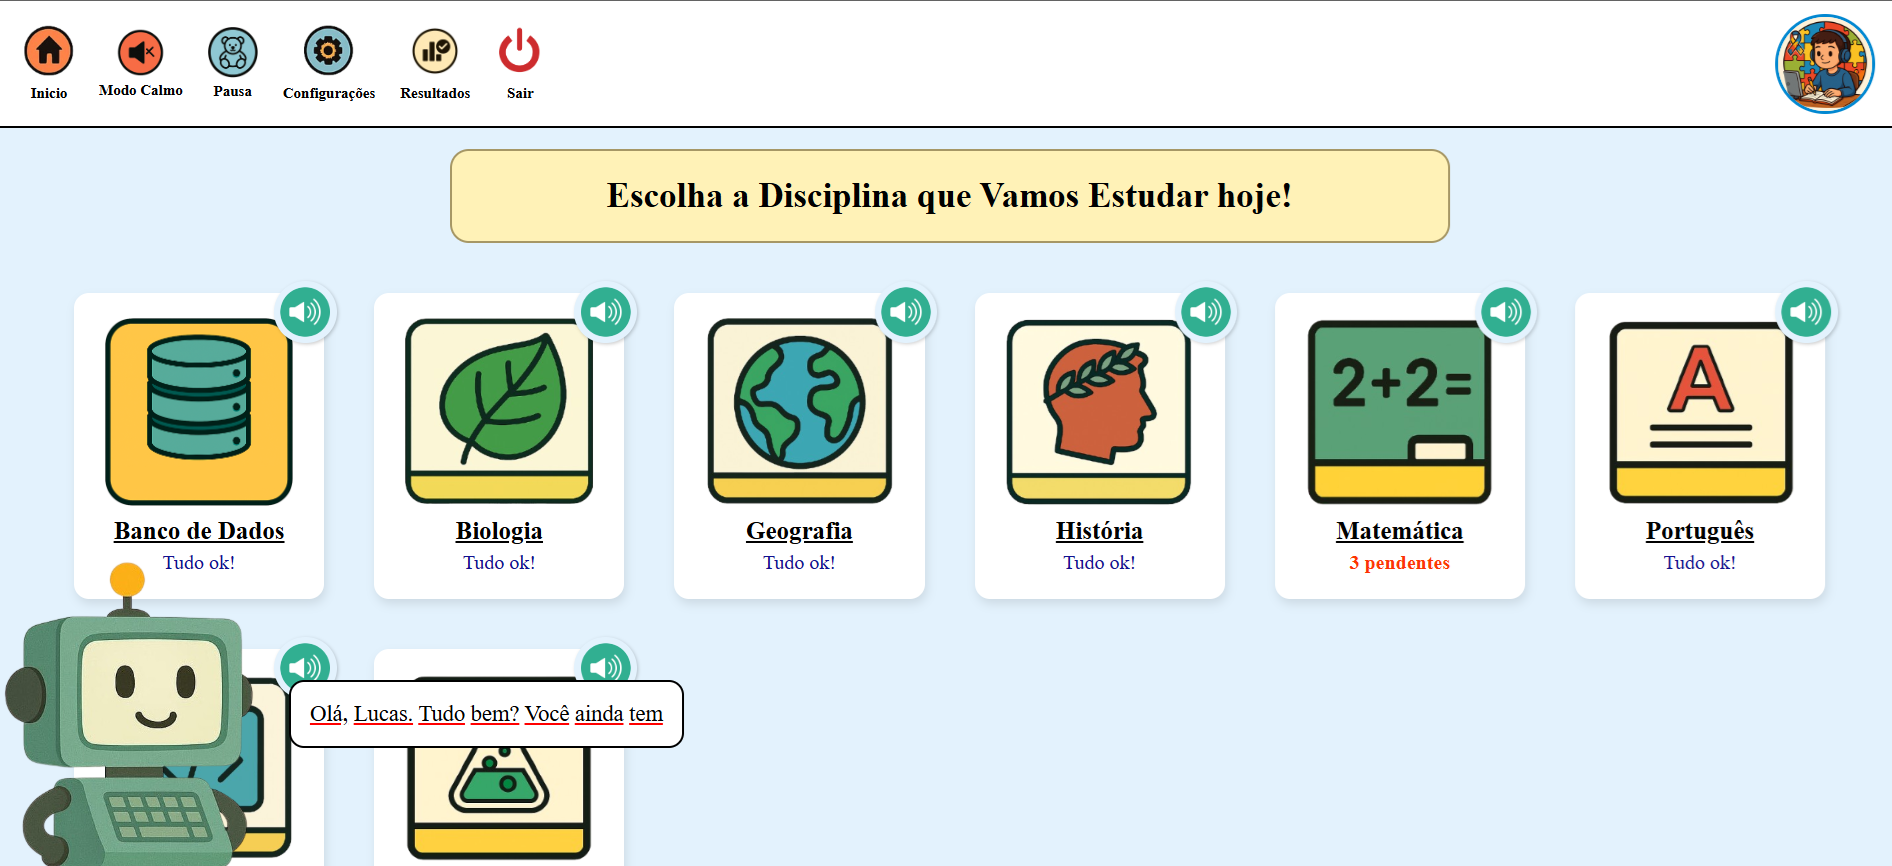 Inicio
Modo Calmo
Pausa
Configurações
Resultados
Sair
Escolha a Disciplina que Vamos Estudar hoje!
2+2=
A
Banco de Dados
Tudo ok!
Biologia
Tudo ok!
Geografia
Tudo ok!
História
Tudo ok!
Matemática
3 pendentes
Português
Tudo ok!
Olá, Lucas. Tudo bem? Você ainda tem